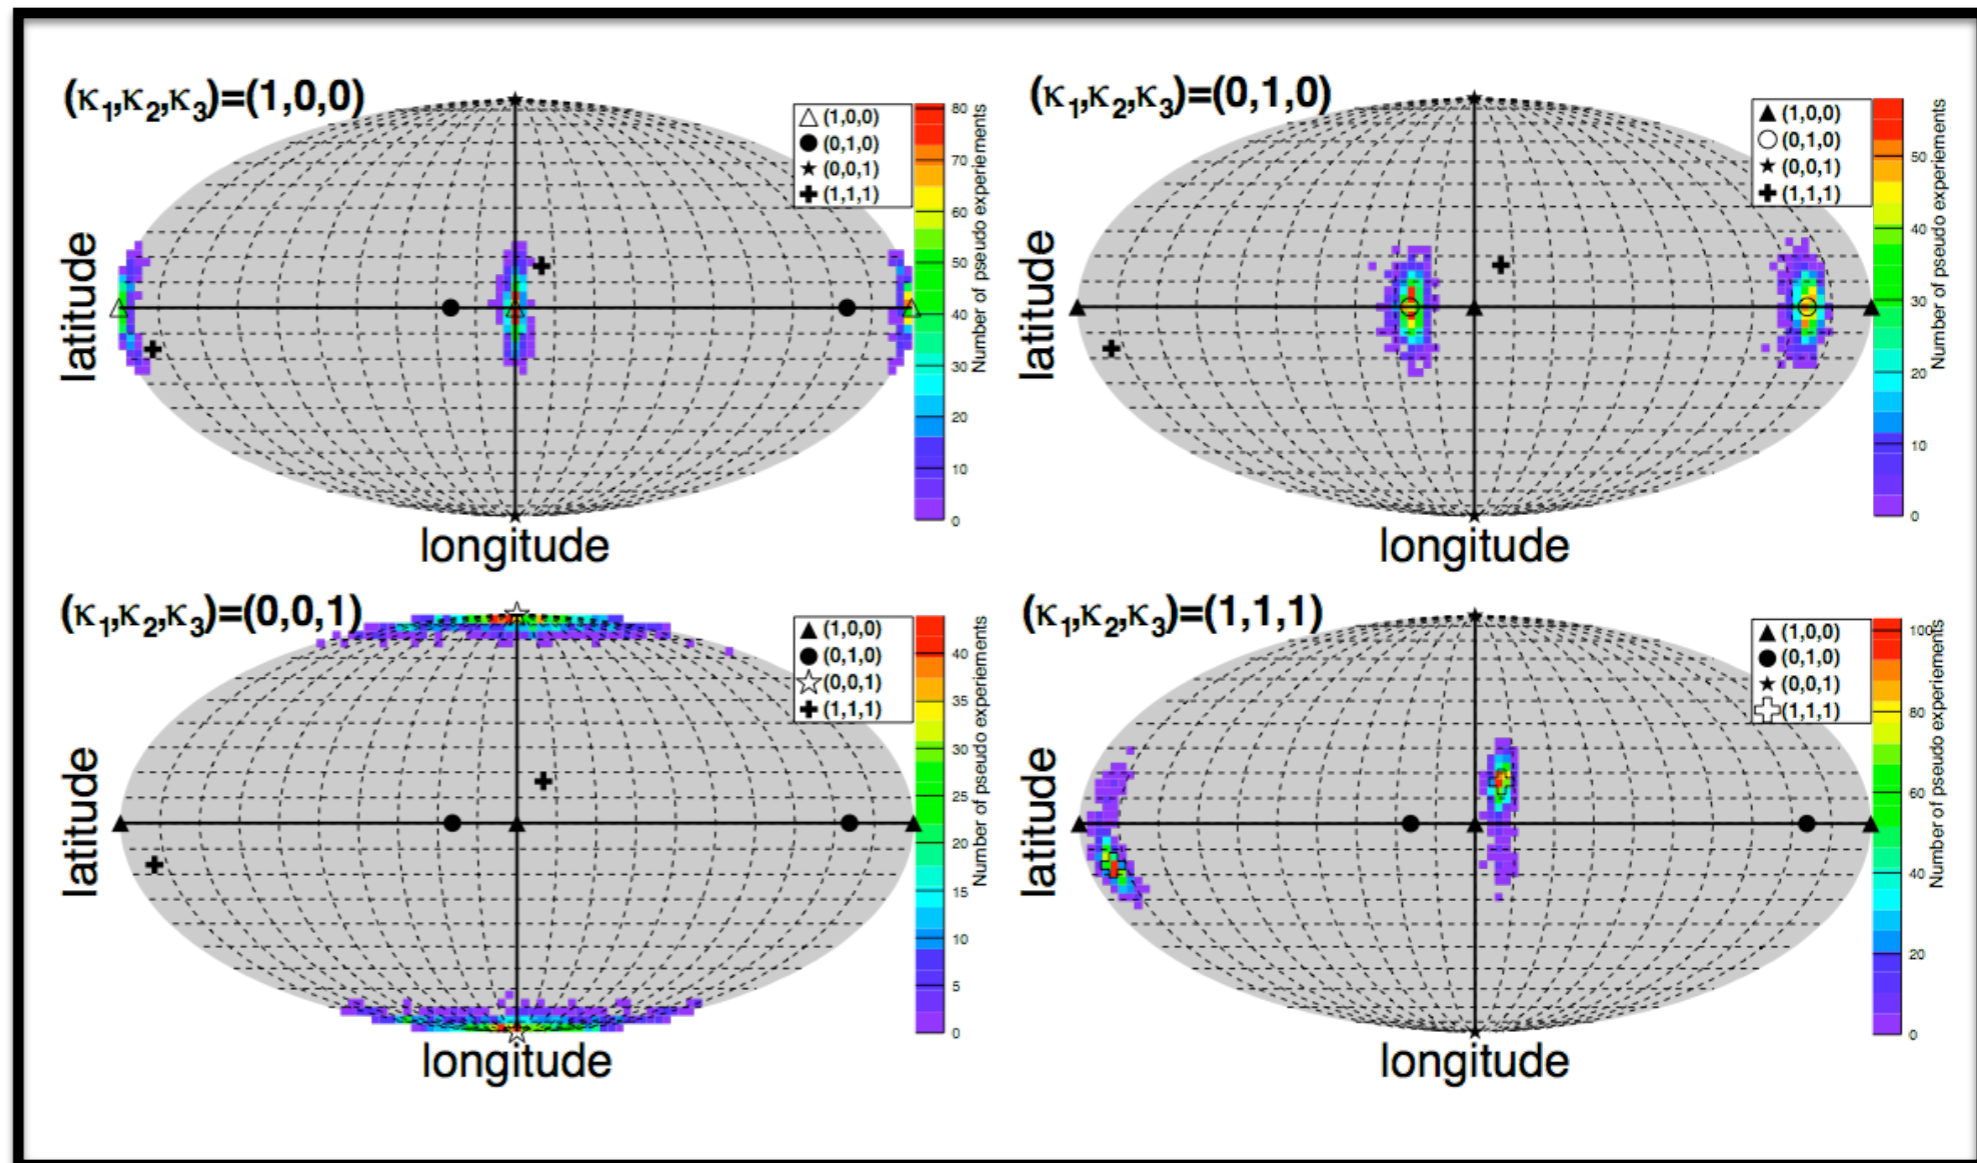 (κ1,κ2,κ3)=(1,0,0)
(1,0,0)
(0,1,0)
(0,0,1)
(1,1,1)
80
70
60
50
40
30
20
10
0
Number of pseudo experiements
latitude
longitude
(κ1,κ2,κ3)=(0,1,0)
(1,0,0)
(0,1,0)
(0,0,1)
(1,1,1)
50
40
30
20
10
0
Number of pseudo experiements
latitude
longitude
(κ1,κ2,κ3)=(0,0,1)
(1,0,0)
(0,1,0)
(0,0,1)
(1,1,1)
40
35
30
25
20
15
10
5
0
Number of pseudo experiements
latitude
longitude
(κ1,κ2,κ3)=(1,1,1)
(1,0,0)
(0,1,0)
(0,0,1)
(1,1,1)
100
80
60
40
20
0
Number of pseudo experiements
latitude
longitude